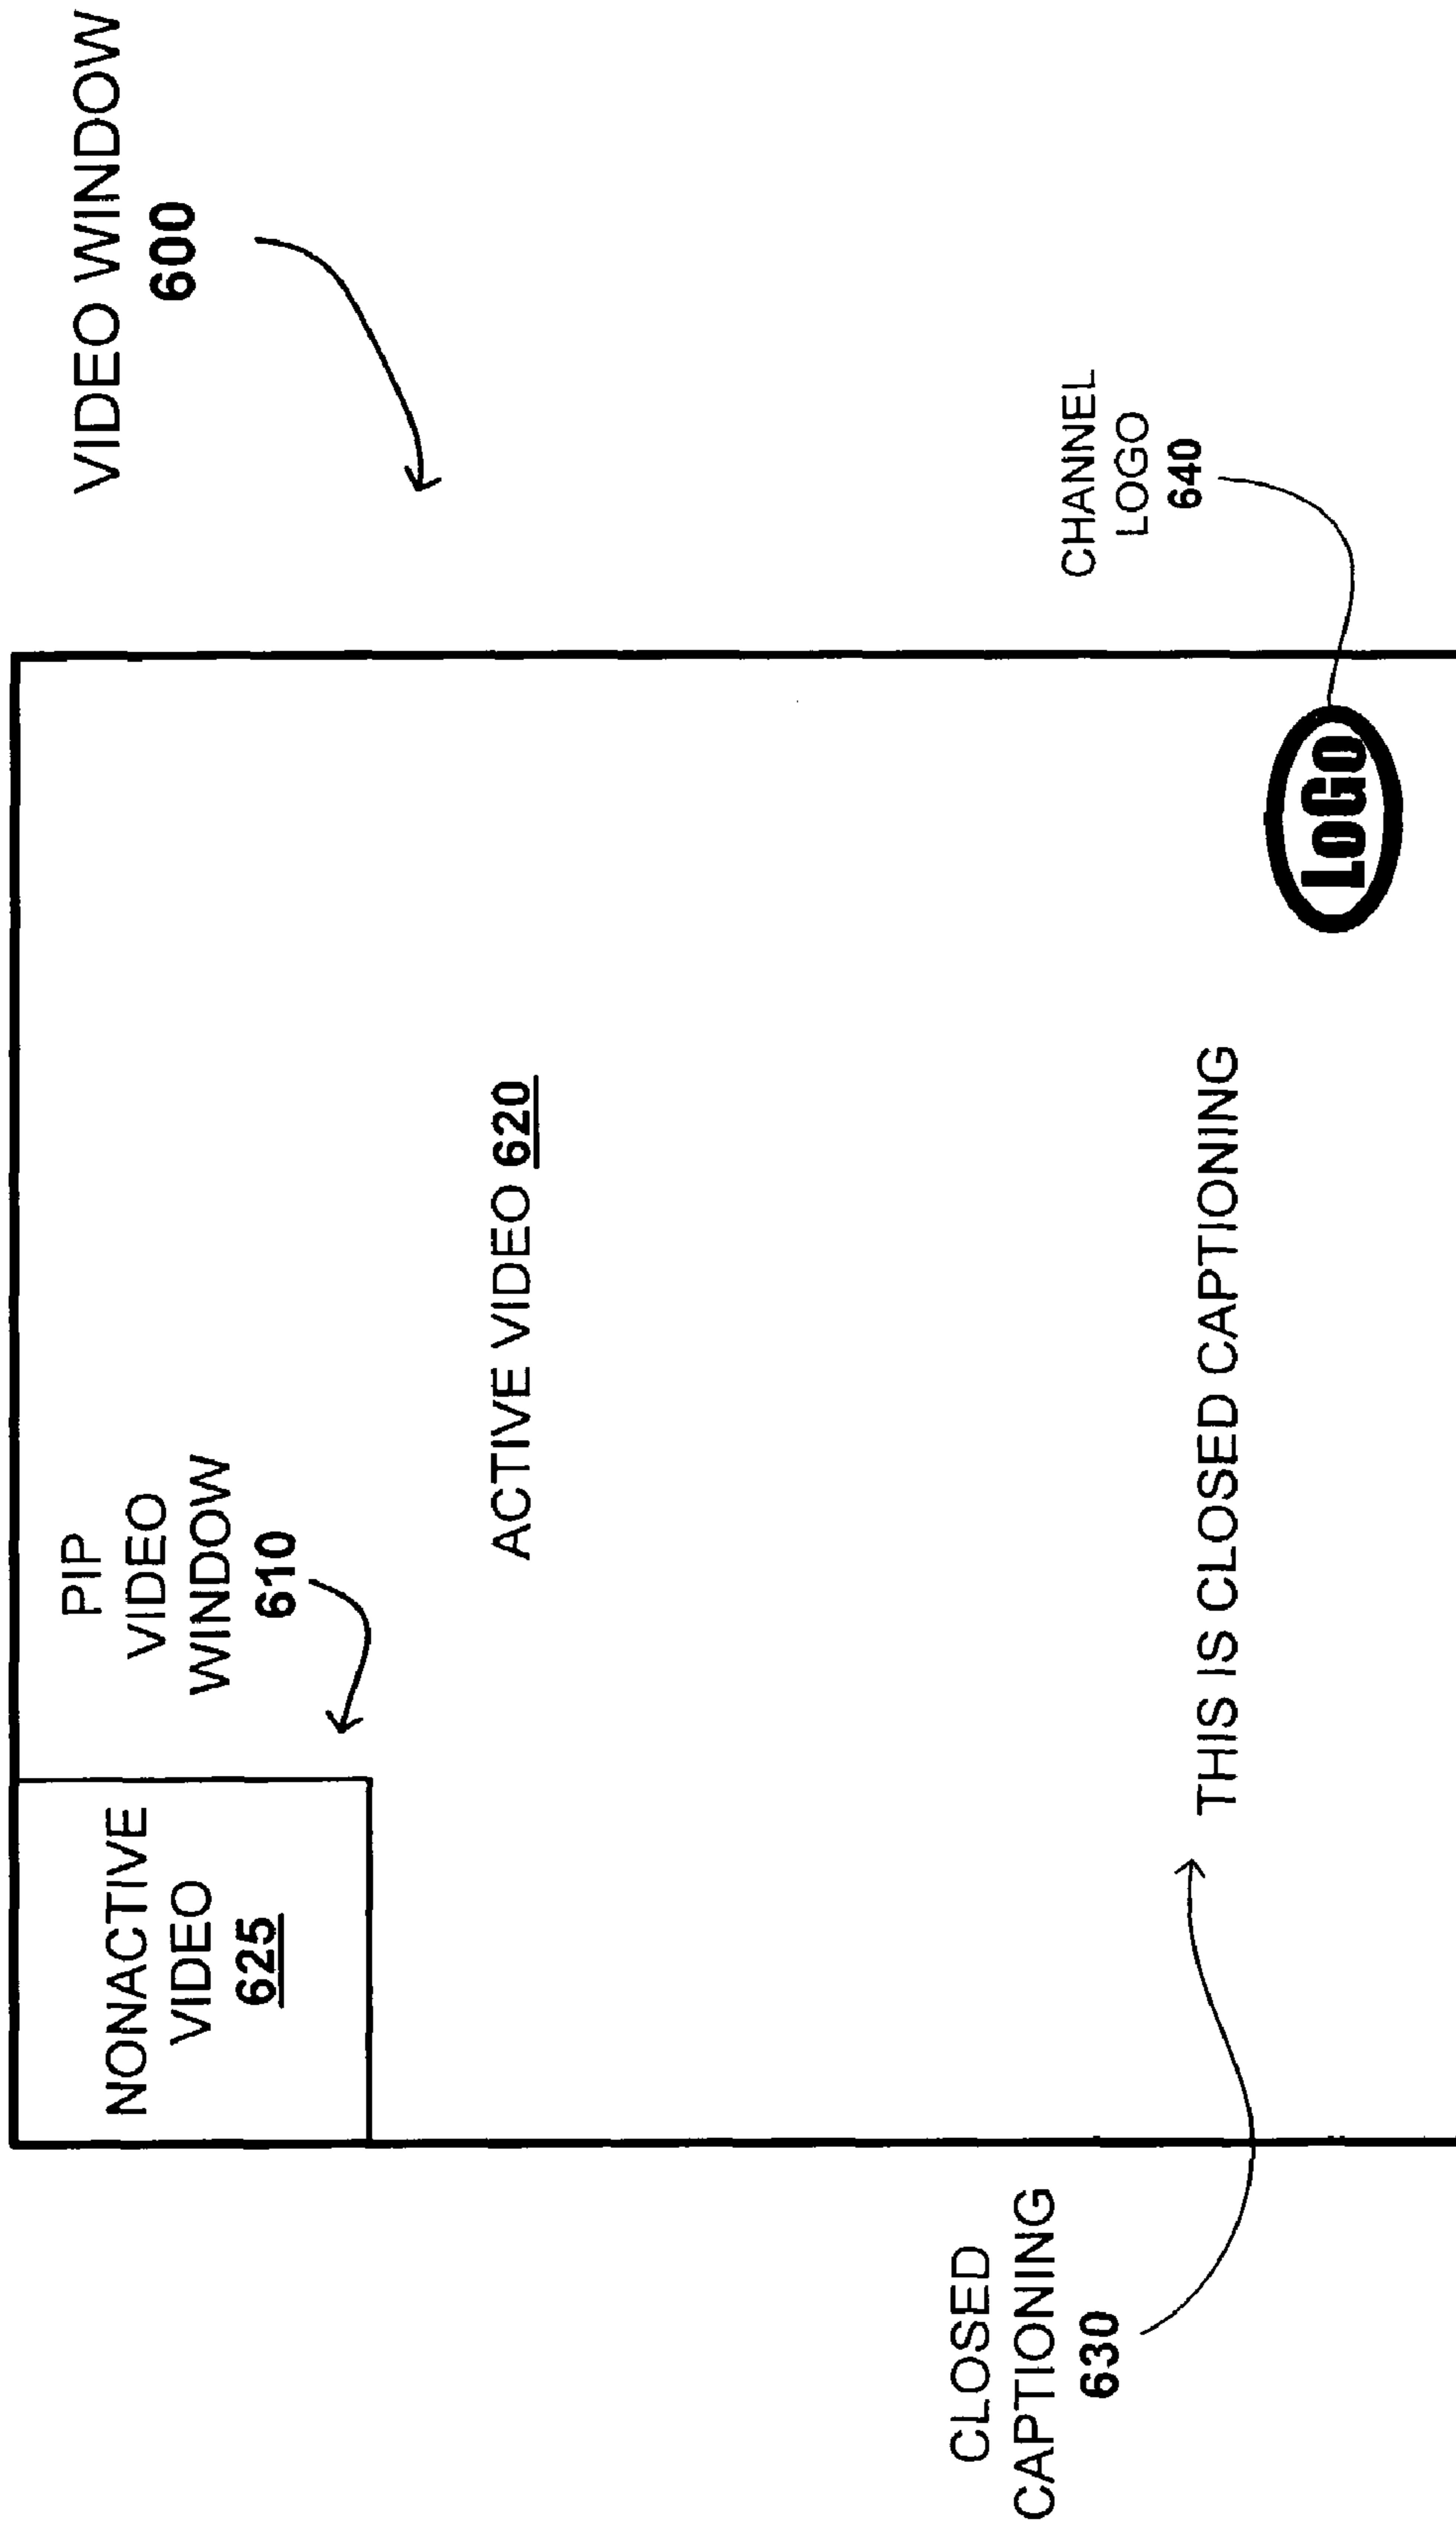 VIDEO WINDOW
600
PIP
VIDEO
WINDOW
610
NONACTIVE
VIDEO
625
ACTIVE VIDEO 620
CLOSED
CAPTIONING
630
THIS IS CLOSED CAPTIONING
CHANNEL
LOGO
640
LoGo